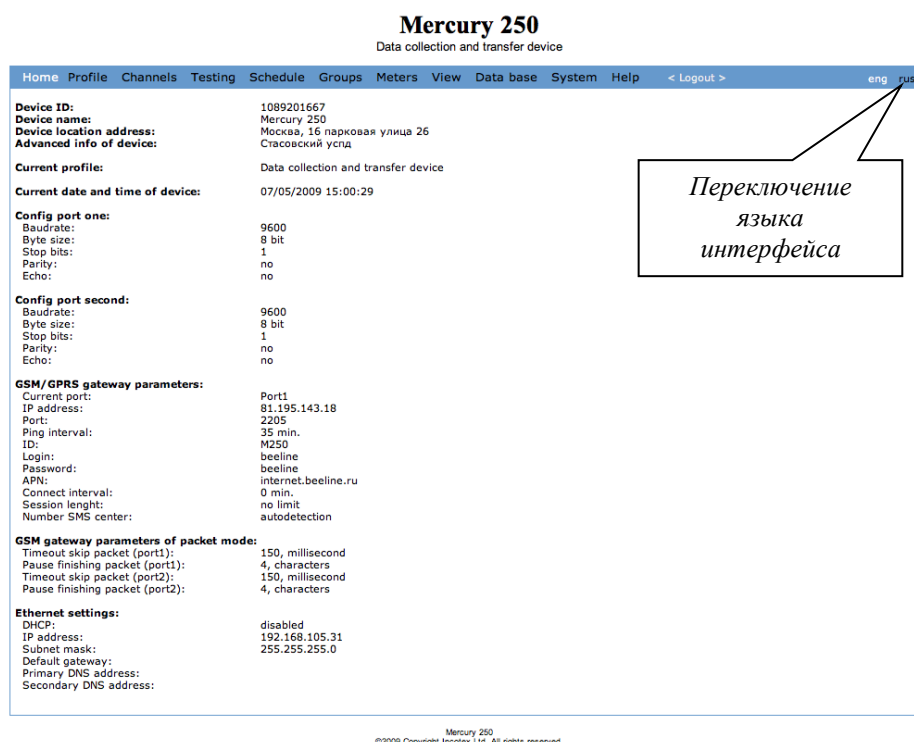 Mercury 250
Data collection and transfer device
Home Profile Channels Testing Schedule Groups Meters View Data base System Help < Logout > eng rus
Device ID: 1089201667
Device name: Mercury 250
Device location address: Москва, 16 парковая улица 26
Advanced info of device: Стасовский успд
Current profile: Data collection and transfer device
Current date and time of device: 07/05/2009 15:00:29
Переключение
языка
интерфейса
Config port one:
Baudrate: 9600
Byte size: 8 bit
Stop bits: 1
Parity: no
Echo: no
Config port second:
Baudrate: 9600
Byte size: 8 bit
Stop bits: 1
Parity: no
Echo: no
GSM/GPRS gateway parameters:
Current port: Port1
IP address: 81.195.143.18
Port: 2205
Ping interval: 35 min.
ID: M250
Login: beeline
Password: beeline
APN: internet.beeline.ru
Connect interval: 0 min.
Session lenght: no limit
Number SMS center: autodetection
GSM gateway parameters of packet mode:
Timeout skip packet (port1): 150, millisecond
Pause finishing packet (port1): 4, characters
Timeout skip packet (port2): 150, millisecond
Pause finishing packet (port2): 4, characters
Ethernet settings:
DHCP: disabled
IP address: 192.168.105.31
Subnet mask: 255.255.255.0
Default gateway:
Primary DNS address:
Secondary DNS address:
Mercury 250
©2009 Copyright Incotex Ltd. All rights reserved